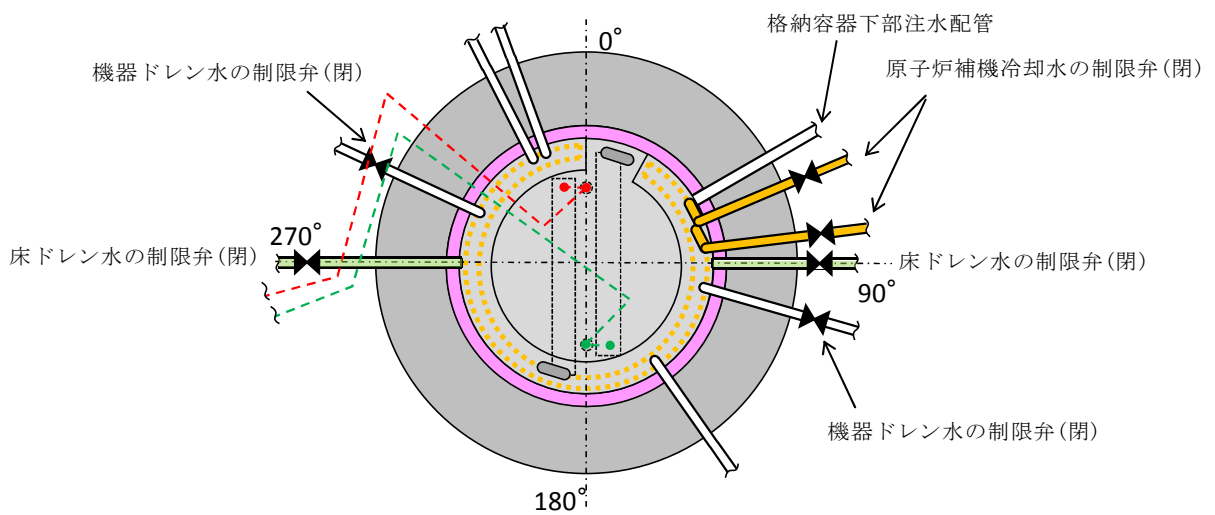 格納容器下部注水配管
0°
機器ドレン水の制限弁(閉)
原子炉補機冷却水の制限弁(閉)
270°
床ドレン水の制限弁(閉)
床ドレン水の制限弁(閉)
90°
機器ドレン水の制限弁(閉)
180°